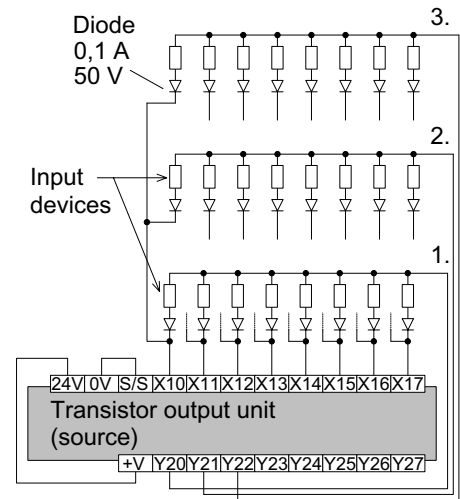 3.
Diode
0,1 A
50 V
2.
Input
devices
1.
24V 0V S/S X10 X11 X12 X13 X14 X15 X16 X17
Transistor output unit
(source)
+V Y20 Y21 Y22 Y23 Y24 Y25 Y26 Y27